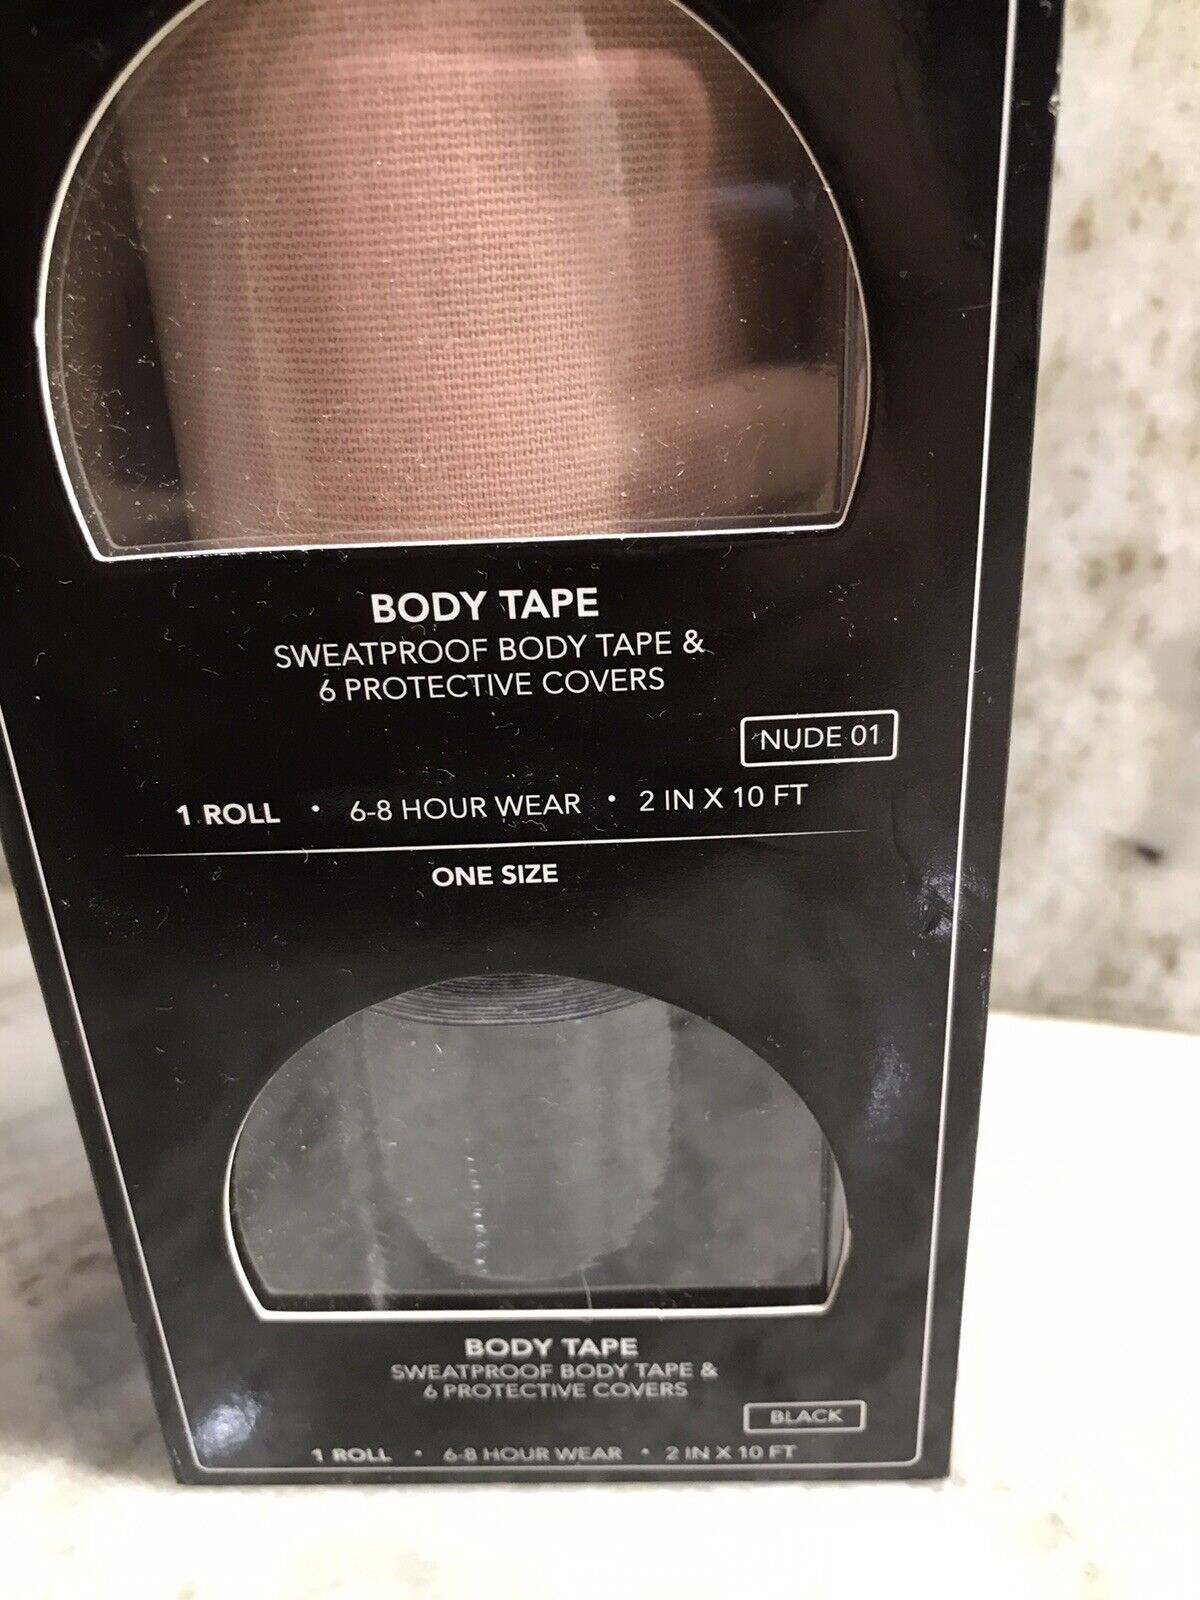 BODY TAPE
SWEATPROOF BODY TAPE &
6 PROTECTIVE COVERS
NUDE 01
1 ROLL • 6-8 HOUR WEAR • 2 IN X 10 FT
ONE SIZE
BODY TAPE
SWEATPROOF BODY TAPE &
6 PROTECTIVE COVERS
BLACK
1 ROLL • 6-8 HOUR WEAR • 2 IN X 10 FT